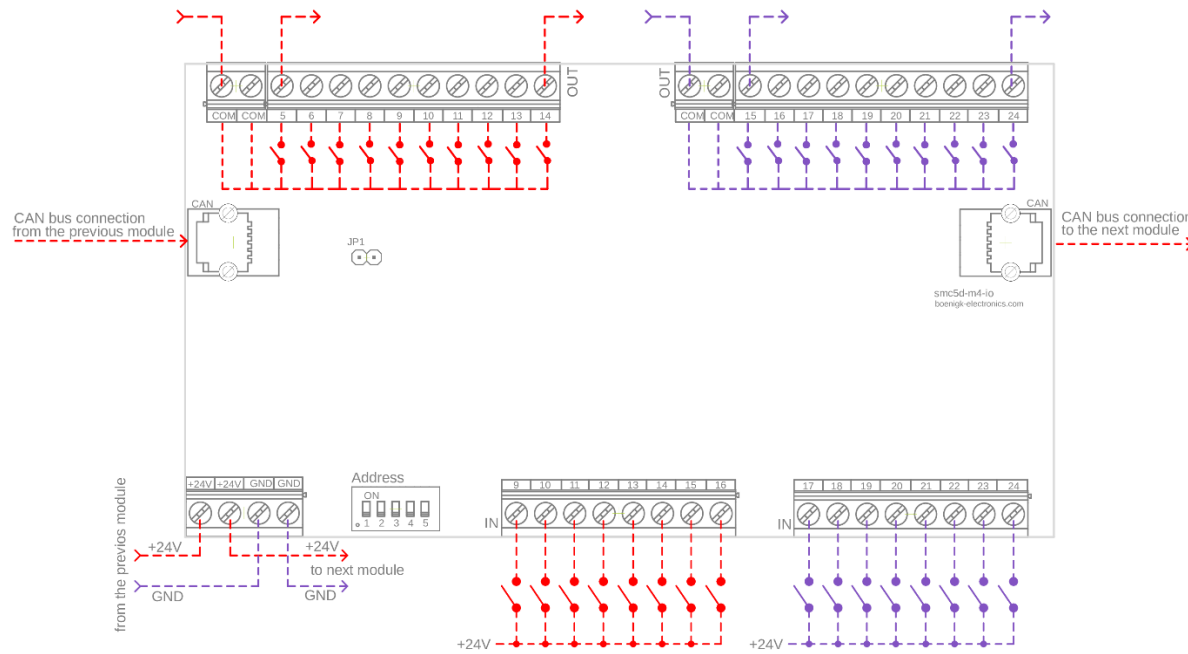 OUT
COM COM 5 6 7 8 9 10 11 12 13 14
OUT
COM COM 15 16 17 18 19 20 21 22 23 24
CAN
CAN bus connection
from the previous module
JP1
CAN
CAN bus connection
to the next module
smc5d-m4-io
boenigk-electronics.com
+24V +24V GND GND
from the previos module
+24V
GND
+24V
to next module
GND
Address
ON
1 2 3 4 5
9 10 11 12 13 14 15 16
IN
+24V
17 18 19 20 21 22 23 24
IN
+24V